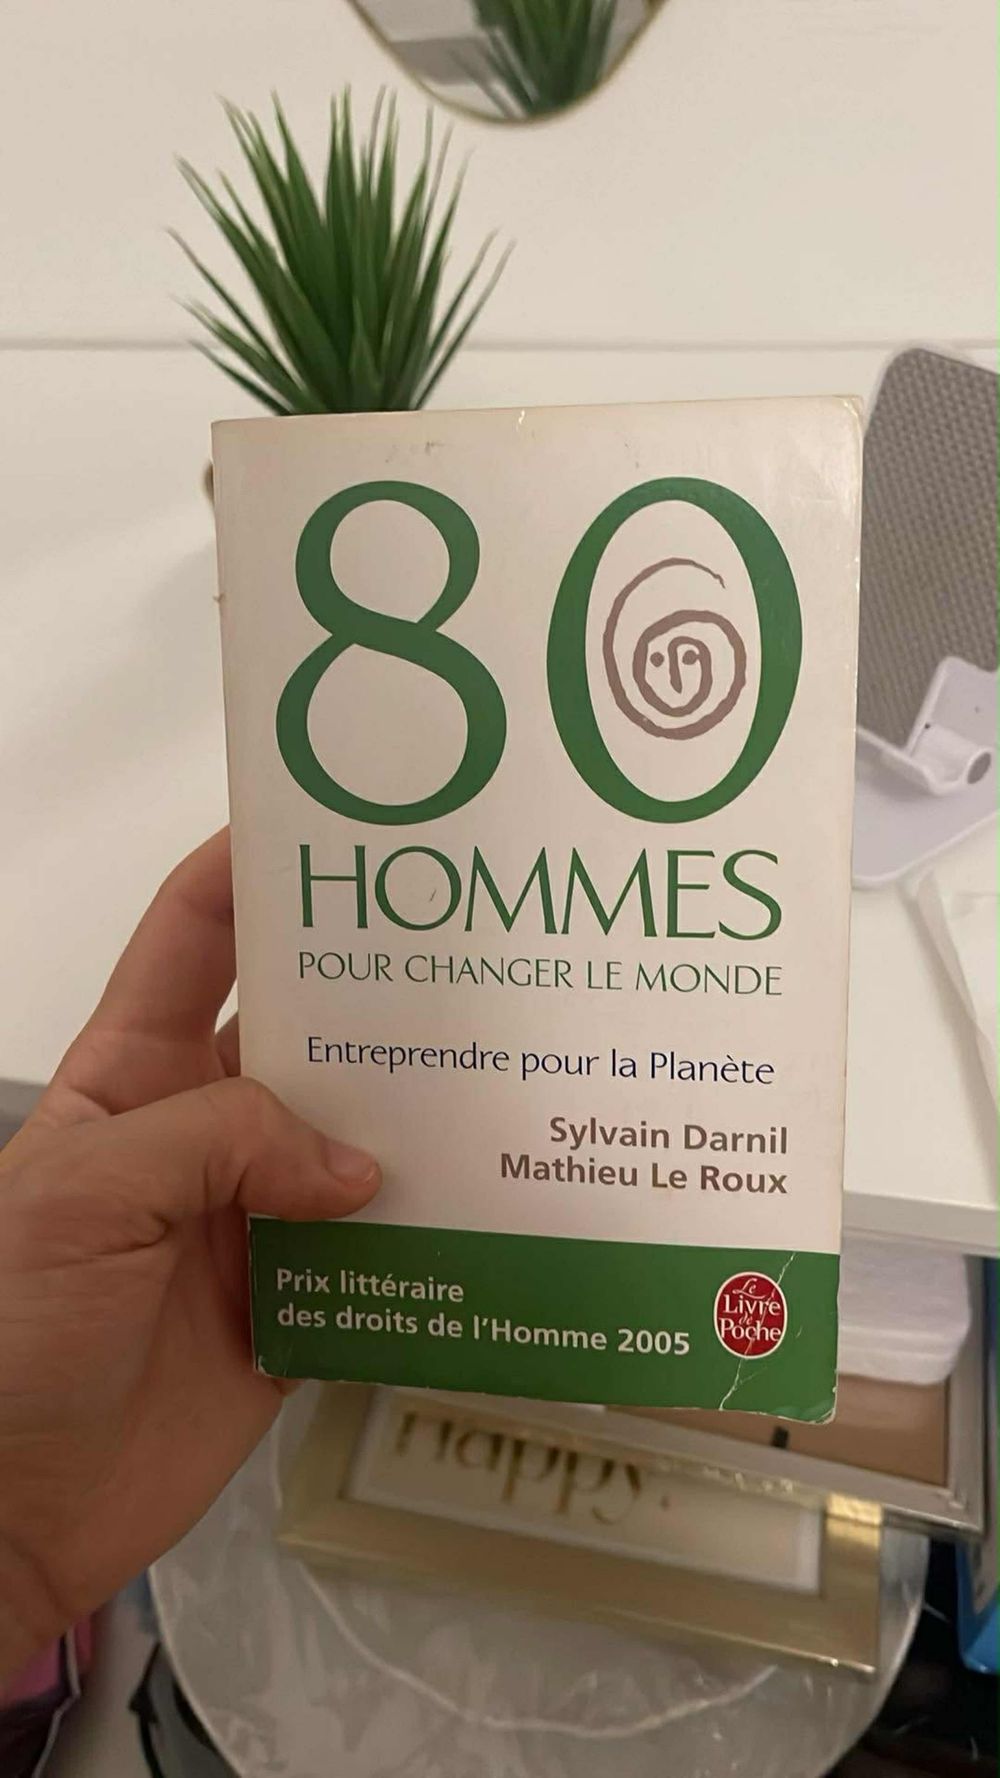 80
HOMMES
POUR CHANGER LE MONDE
Entreprendre pour la Planète
Sylvain Darnil
Mathieu Le Roux
Prix littéraire
des droits de l'Homme 2005
Le
Livre
de
Poche
Happy.